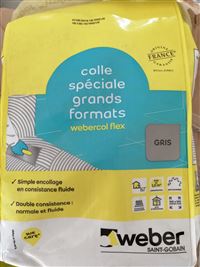 FRANCE
colle
spéciale
grands
formats
webercol flex
GRIS
✓ Simple encollage
en consistance fluide
✓ Double consistance :
normale et fluide
weber
SAINT-GOBAIN